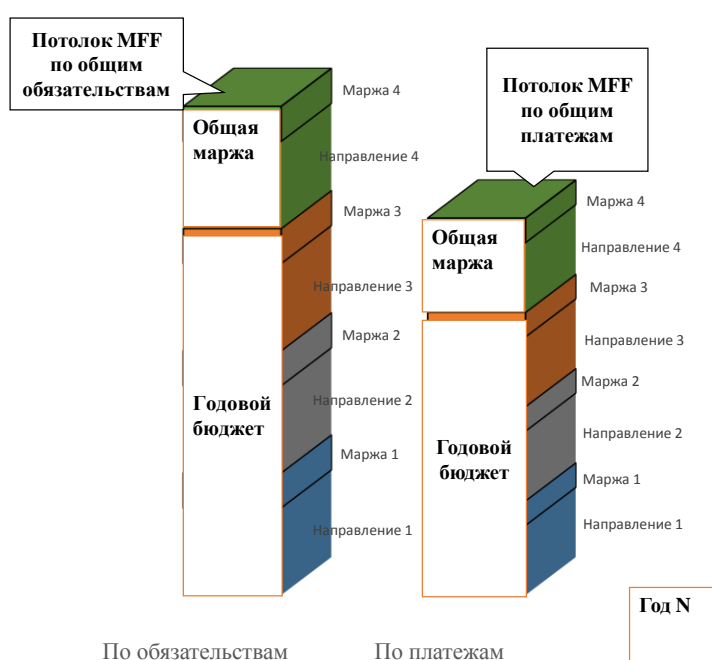 Потолок MFF
по общим
обязательствам
Общая
маржа
Годовой
бюджет
Маржа 4
Направление 4
Маржа 3
Направление 3
Маржа 2
Направление 2
Маржа 1
Направление 1
По обязательствам
Потолок MFF
по общим
платежам
Общая
маржа
Годовой
бюджет
Маржа 4
Направление 4
Маржа 3
Направление 3
Маржа 2
Направление 2
Маржа 1
Направление 1
По платежам
Год N